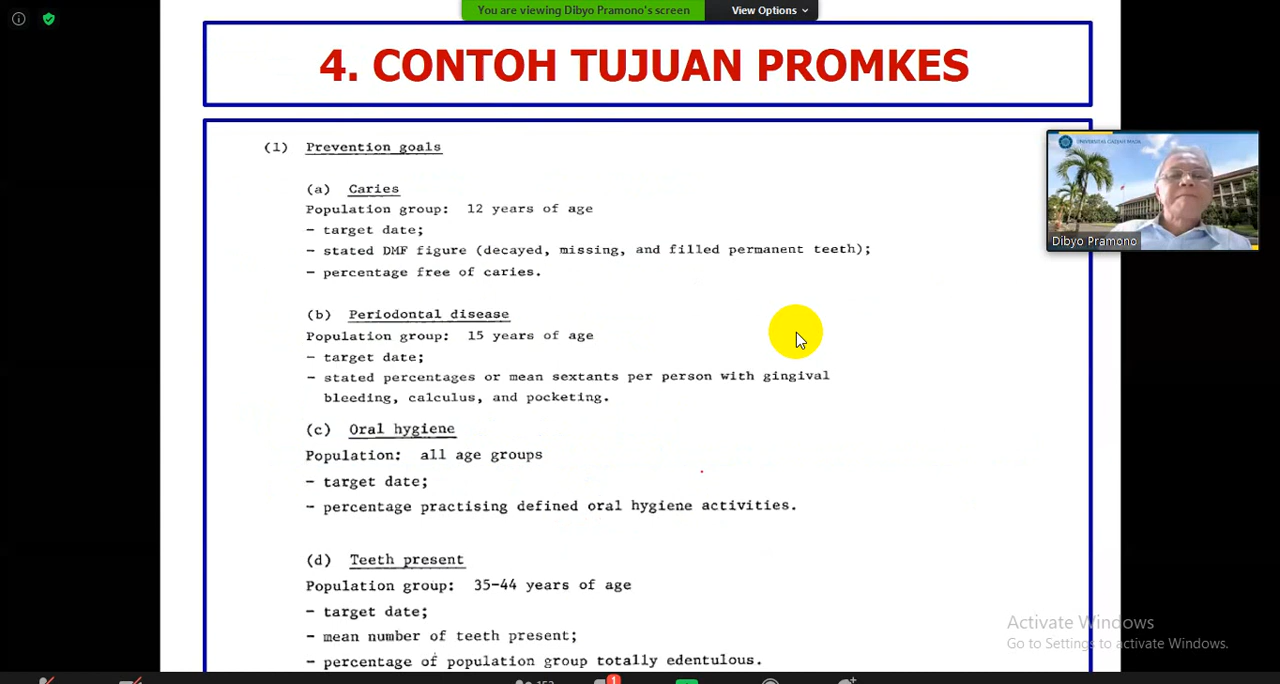 You are viewing Dibyo Pramono's screen
View Options
4. CONTOH TUJUAN PROMKES
(1) Prevention goals
(a) Caries
Population group: 12 years of age
- target date;
- stated DMF figure (decayed, missing, and filled permanent teeth);
- percentage free of caries.
(b) Periodontal disease
Population group: 15 years of age
- target date;
- stated percentages or mean sextants per person with gingival
bleeding, calculus, and pocketing.
(c) Oral hygiene
Population: all age groups
- target date;
- percentage practising defined oral hygiene activities.
(d) Teeth present
Population group: 35-44 years of age
- target date;
- mean number of teeth present;
- percentage of population group totally edentulous.
UNIVERSITAS GADJAH MADA
Dibyo Pramono
Activate Windows
Go to Settings to activate Windows.
1